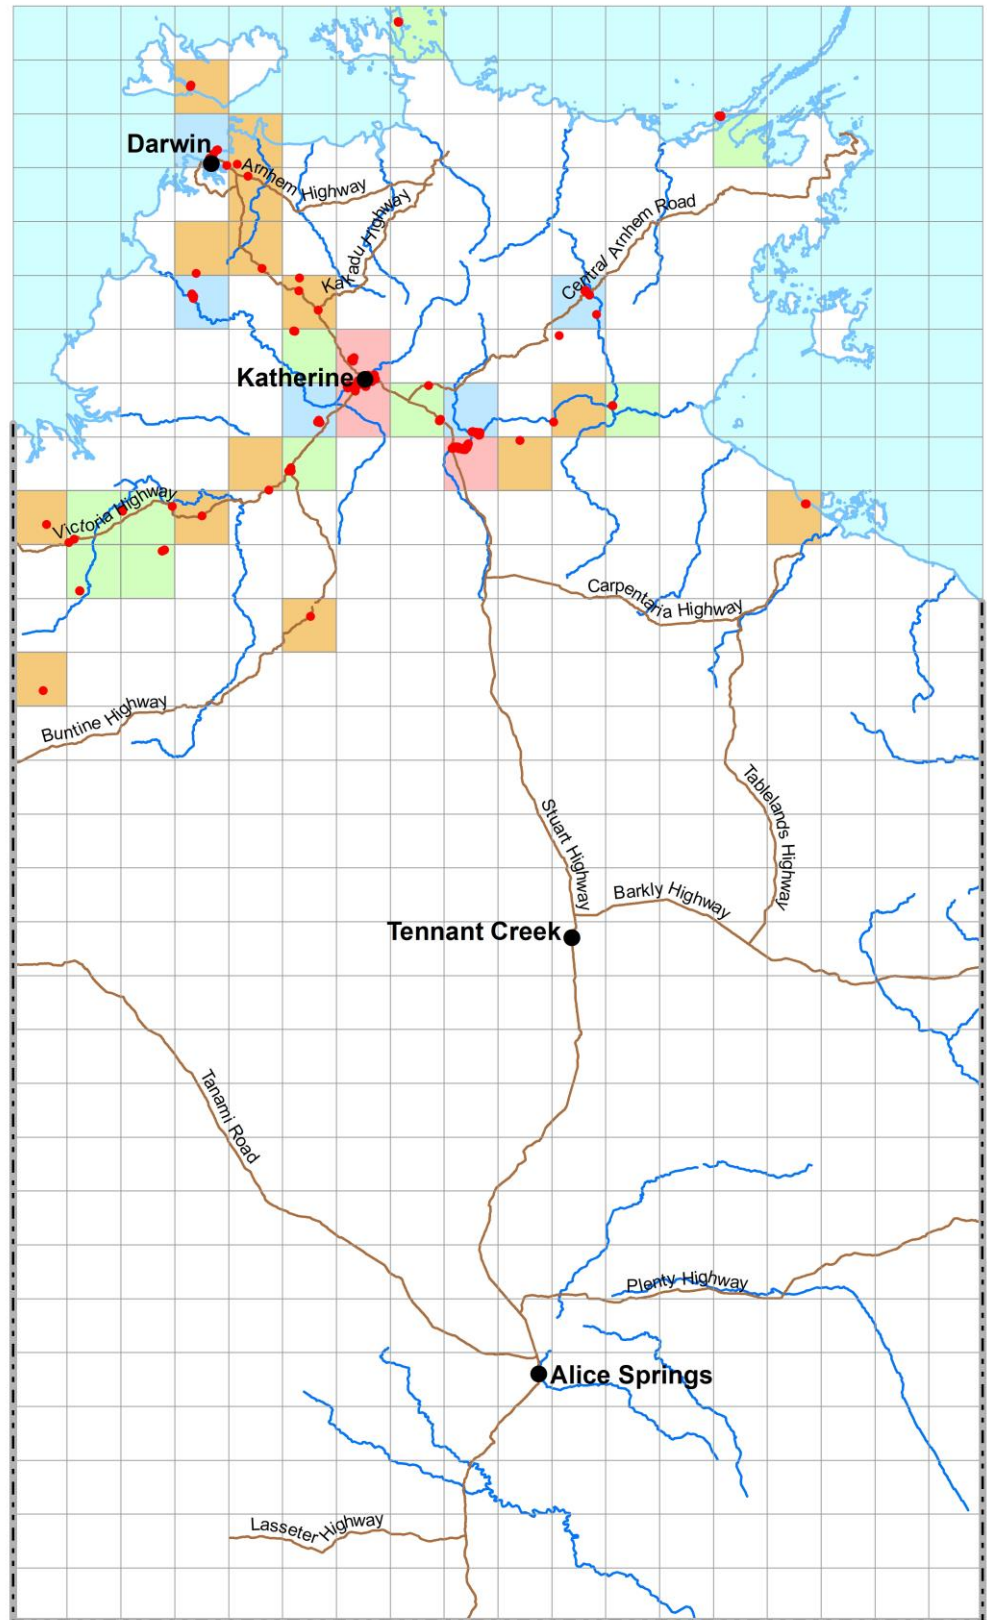 Darwin
Arnhem Highway
Kakadu Highway
Central Arnhem Road
Katherine
Victoria Highway
Carpentaria Highway
Buntine Highway
Stuart Highway
Tablelands Highway
Barkly Highway
Tennant Creek
Tanami Road
Plenty Highway
Alice Springs
Lasseter Highway